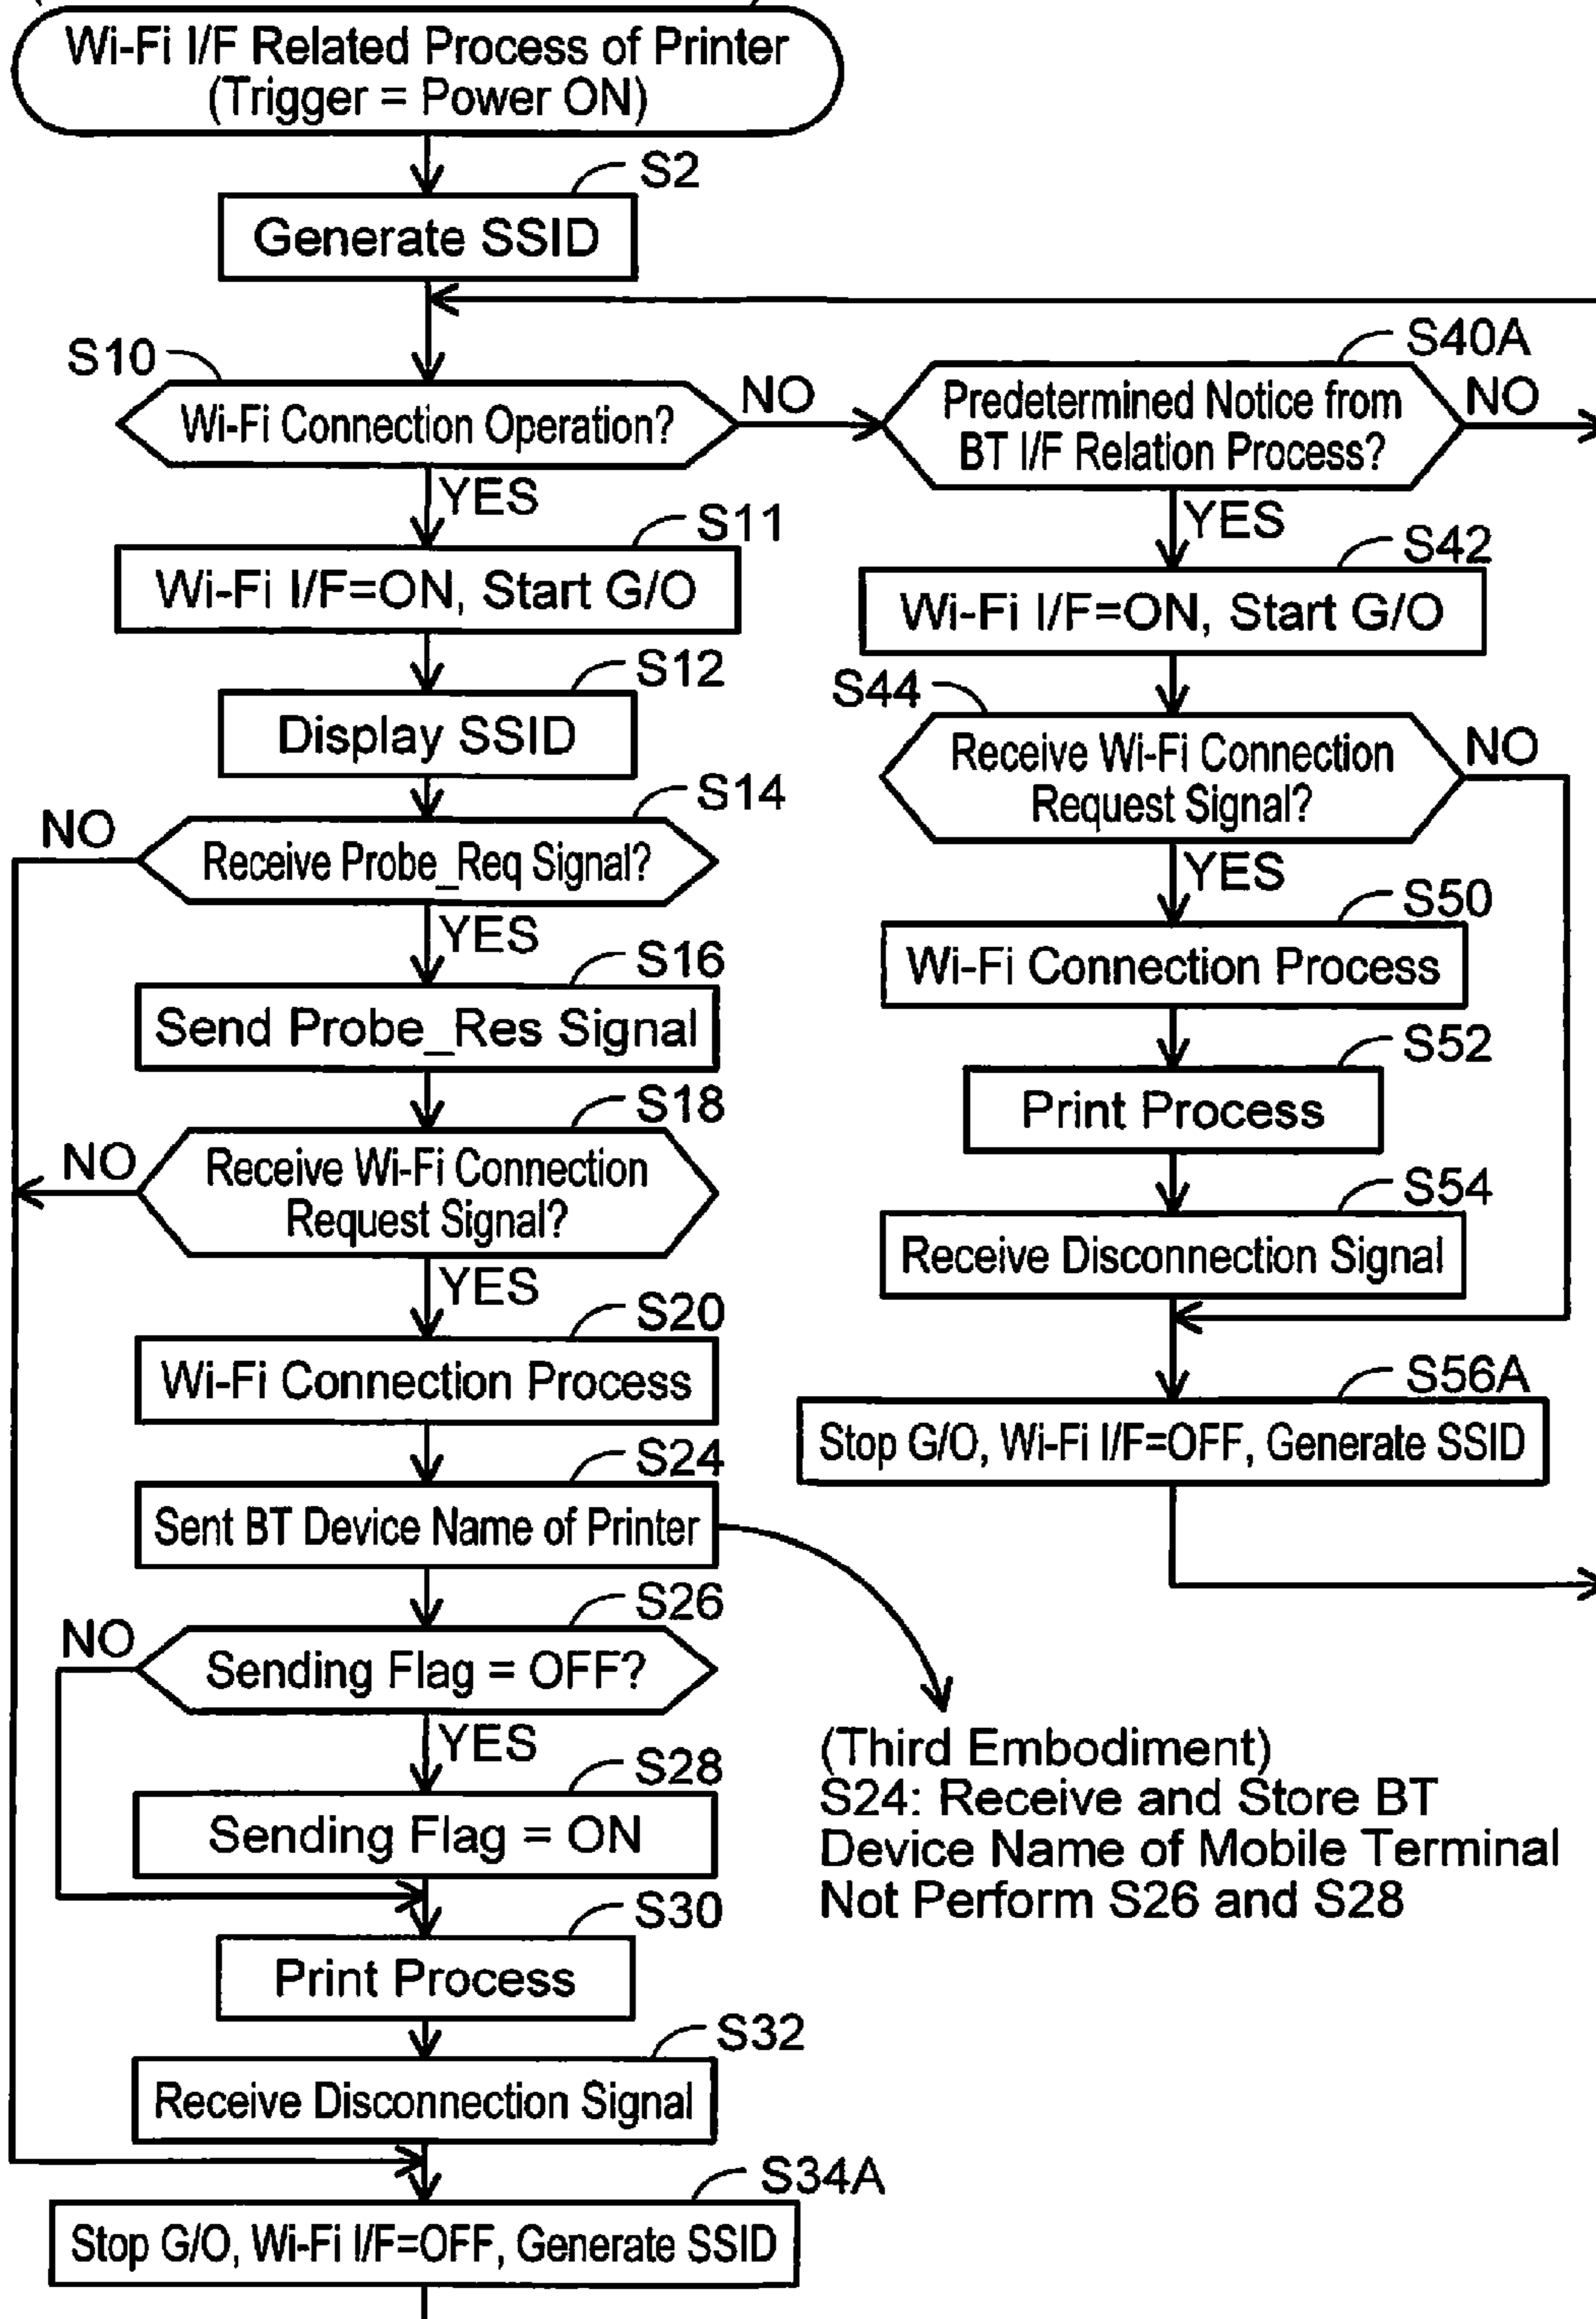 Wi-Fi I/F Related Process of Printer
(Trigger = Power ON)
S2
Generate SSID
S10
Wi-Fi Connection Operation?
NO
YES
S11
Wi-Fi I/F=ON, Start G/O
S12
Display SSID
S14
NO
Receive Probe_Req Signal?
YES
S16
Send Probe_Res Signal
S18
NO
Receive Wi-Fi Connection
Request Signal?
YES
S20
Wi-Fi Connection Process
S24
Sent BT Device Name of Printer
S26
NO
Sending Flag = OFF?
YES
S28
Sending Flag = ON
S30
Print Process
S32
Receive Disconnection Signal
S34A
Stop G/O, Wi-Fi I/F=OFF, Generate SSID
S40A
Predetermined Notice from
BT I/F Relation Process?
NO
YES
S42
Wi-Fi I/F=ON, Start G/O
S44
Receive Wi-Fi Connection
Request Signal?
NO
YES
S50
Wi-Fi Connection Process
S52
Print Process
S54
Receive Disconnection Signal
S56A
Stop G/O, Wi-Fi I/F=OFF, Generate SSID
(Third Embodiment)
S24: Receive and Store BT
Device Name of Mobile Terminal
Not Perform S26 and S28